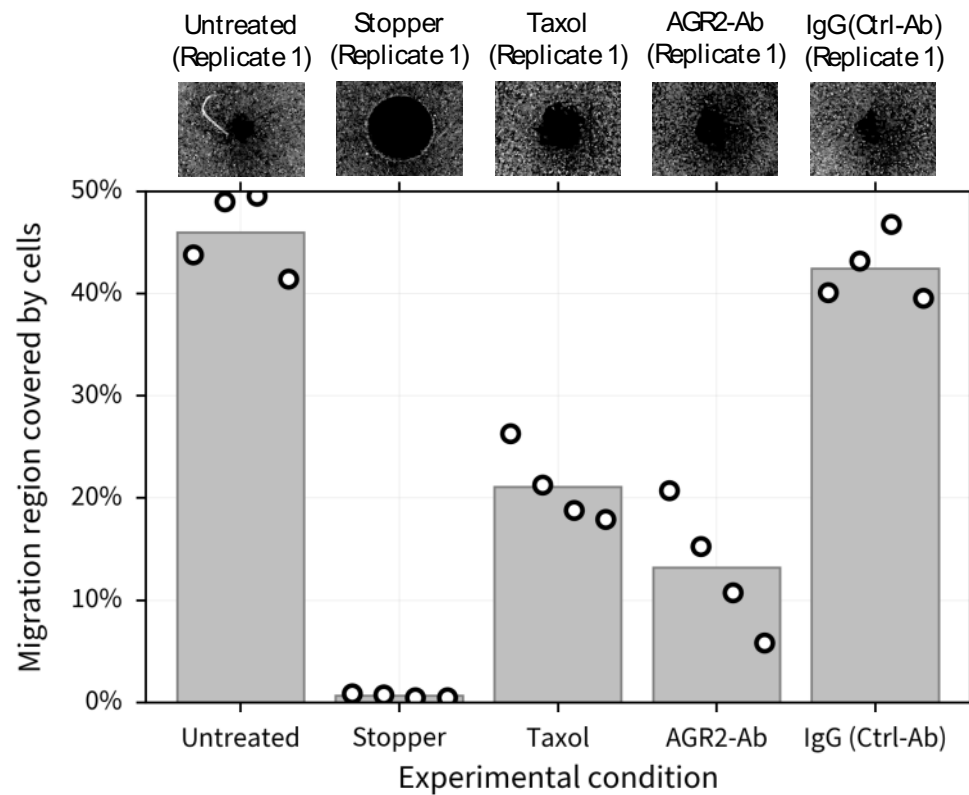 Untreated
(Replicate 1)
Stopper
(Replicate 1)
Taxol
(Replicate 1)
AGR2-Ab
(Replicate 1)
IgG(Ctrl-Ab)
(Replicate 1)
Migration region covered by cells
50%
40%
30%
20%
10%
0%
Untreated
Stopper
Taxol
AGR2-Ab
IgG (Ctrl-Ab)
Experimental condition